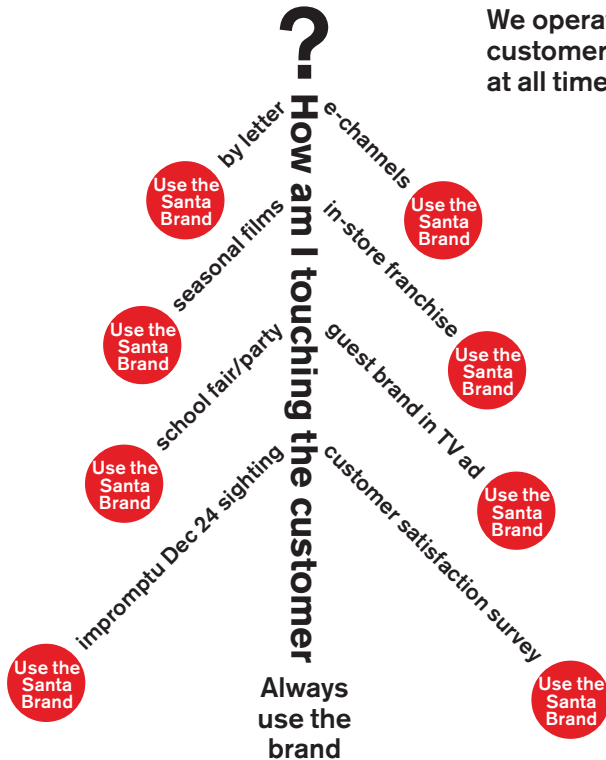 ?
We opera
customer
at all time
How am I touching the customer
by letter
e-channels
Use the
Santa
Brand
Use the
Santa
Brand
seasonal films
in-store franchise
Use the
Santa
Brand
Use the
Santa
Brand
school fair/party
guest brand in TV ad
Use the
Santa
Brand
Use the
Santa
Brand
impromptu Dec 24 sighting
customer satisfaction survey
Use the
Santa
Brand
Use the
Santa
Brand
Always
use the
brand